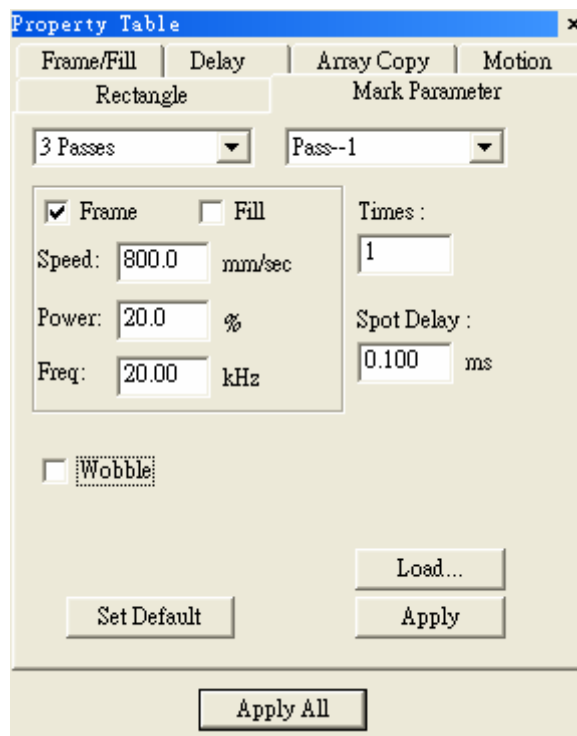 Property Table
Frame/Fill Delay Array Copy Motion
Rectangle Mark Parameter
3 Passes Pass--1
Frame Fill Times :
Speed: 800.0 mm/sec 1
Power: 20.0 % Spot Delay :
Freq: 20.00 kHz 0.100 ms
Wobble
Load...
Set Default Apply
Apply All